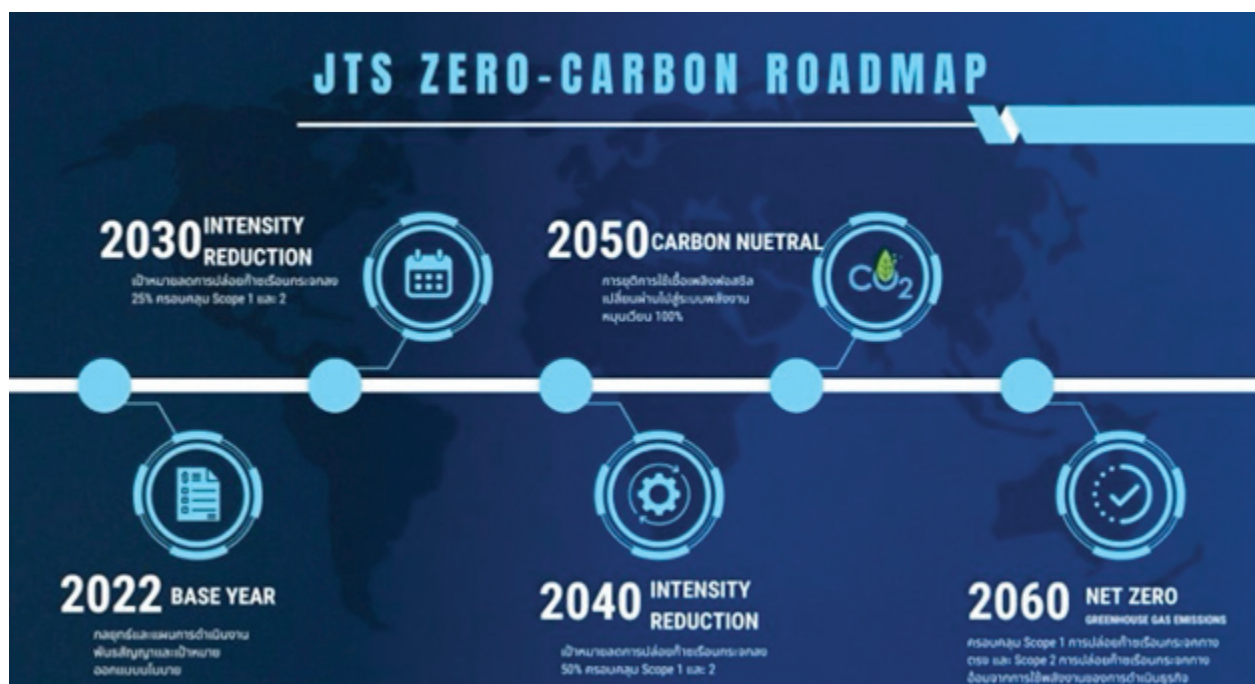 JTS ZERO-CARBON ROADMAP
2030 INTENSITY
REDUCTION
เป้าหมายลดการปล่อยก๊าซเรือนกระจกลง
25% ครอบคลุม Scope 1 และ 2
2050 CARBON NUETRAL
การยุติการใช้เชื้อเพลิงฟอสซิล
เปลี่ยนผ่านไปสู่ระบบพลังงาน
หมุนเวียน 100%
CO2
2022 BASE YEAR
กลยุทธ์และแผนการดำเนินงาน
พันธสัญญาและเป้าหมาย
ออกแบบนโยบาย
2040 INTENSITY
REDUCTION
เป้าหมายลดการปล่อยก๊าซเรือนกระจกลง
50% ครอบคลุม Scope 1 และ 2
2060 NET ZERO
GREENHOUSE GAS EMISSIONS
ครอบคลุม Scope 1 การปล่อยก๊าซเรือนกระจกทาง
ตรง และ Scope 2 การปล่อยก๊าซเรือนกระจกทาง
อ้อมจากการใช้พลังงานของการดำเนินธุรกิจ